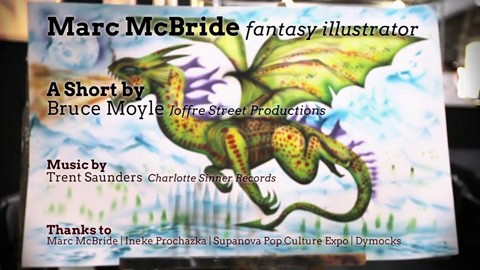 Marc McBride fantasy illustrator
A Short by
Bruce Moyle Joffre Street Productions
Music by
Trent Saunders Charlotte Sinner Records
Thanks to
Marc McBride | Ineke Prochazka | Supanova Pop Culture Expo | Dymocks